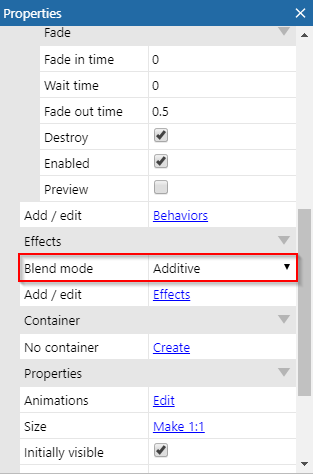 Properties
Fade
Fade in time 0
Wait time 0
Fade out time 0.5
Destroy
Enabled
Preview
Add / edit Behaviors
Effects
Blend mode Additive
Add / edit Effects
Container
No container Create
Properties
Animations Edit
Size Make 1:1
Initially visible